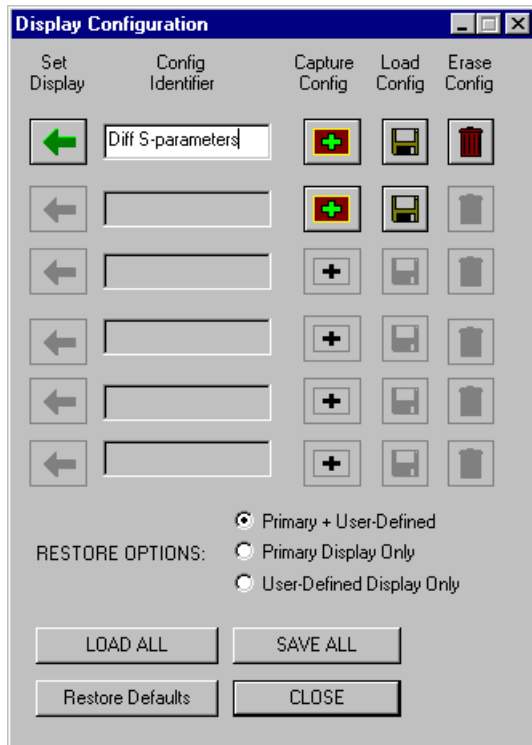 Display Configuration
Set Display
Config Identifier
Capture Config
Load Config
Erase Config
Diff S-parameters
RESTORE OPTIONS:
Primary + User-Defined
Primary Display Only
User-Defined Display Only
LOAD ALL
SAVE ALL
Restore Defaults
CLOSE